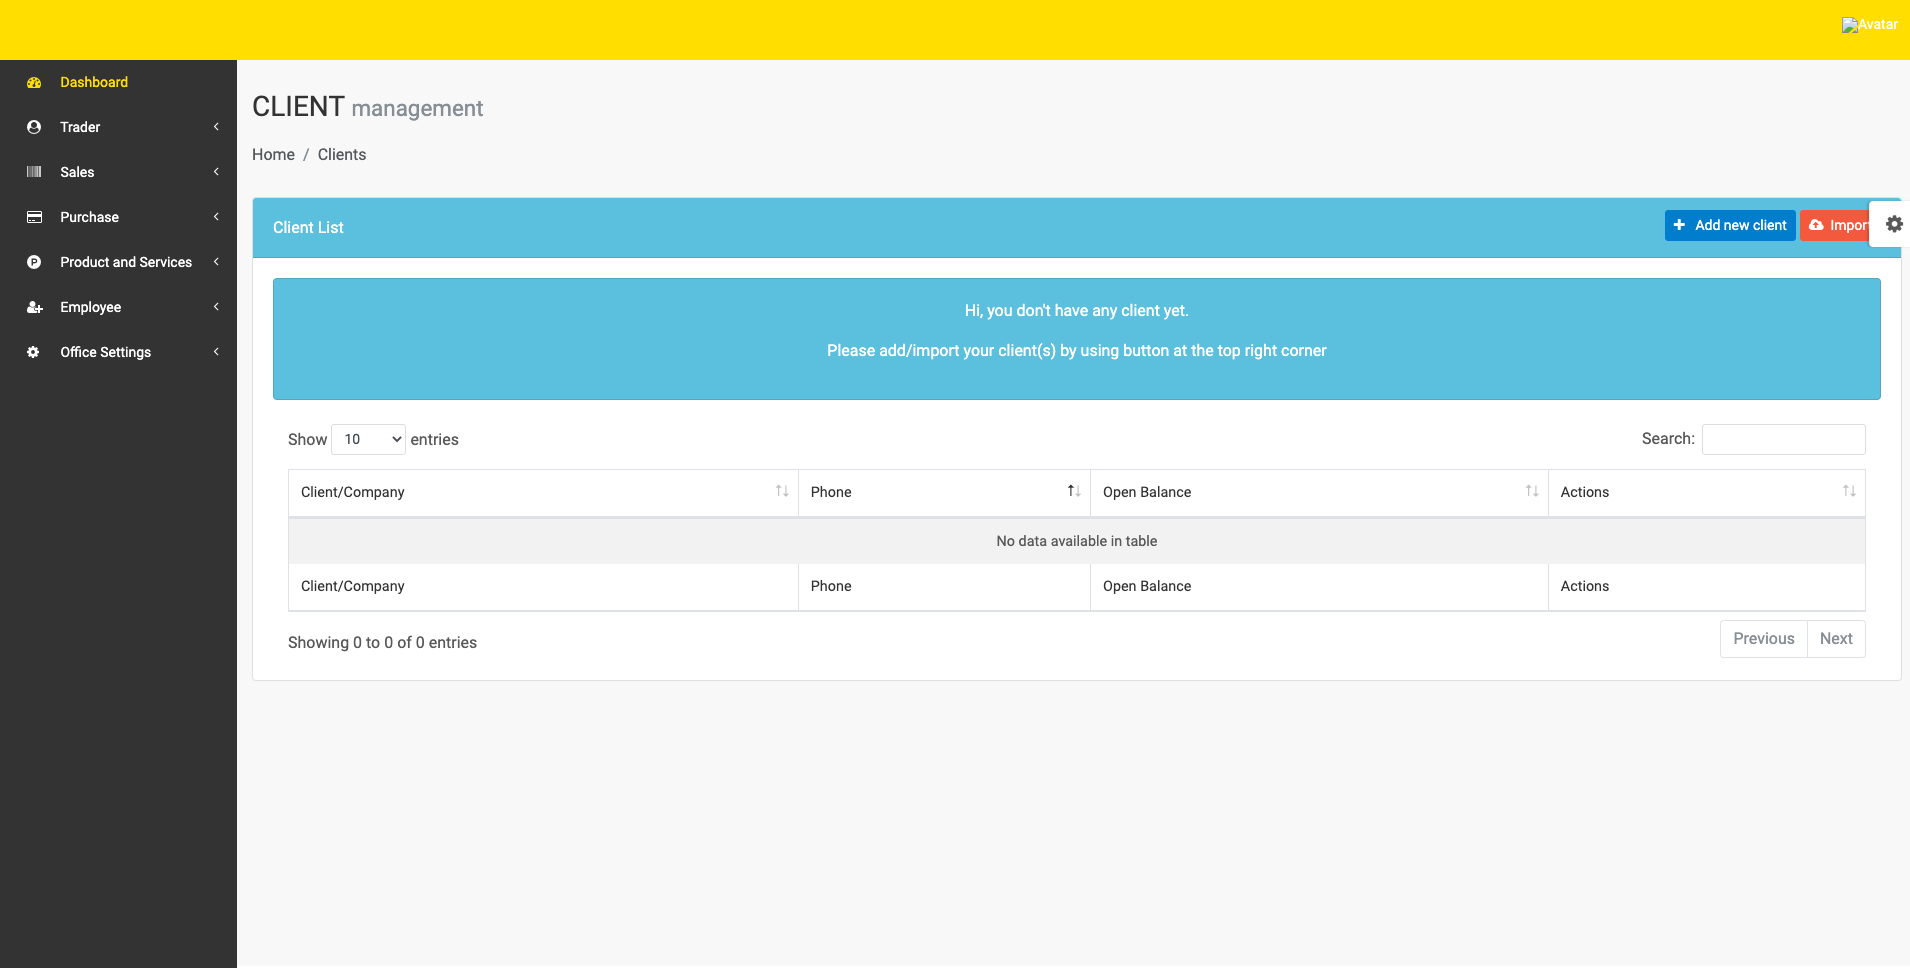 Avatar
Dashboard
Trader
Sales
Purchase
Product and Services
Employee
Office Settings
CLIENT management
Home / Clients
Client List
Add new client
Import
Hi, you don't have any client yet.
Please add/import your client(s) by using button at the top right corner
Show 10 entries
Search:
Client/Company Phone Open Balance Actions
No data available in table
Client/Company Phone Open Balance Actions
Showing 0 to 0 of 0 entries
Previous Next